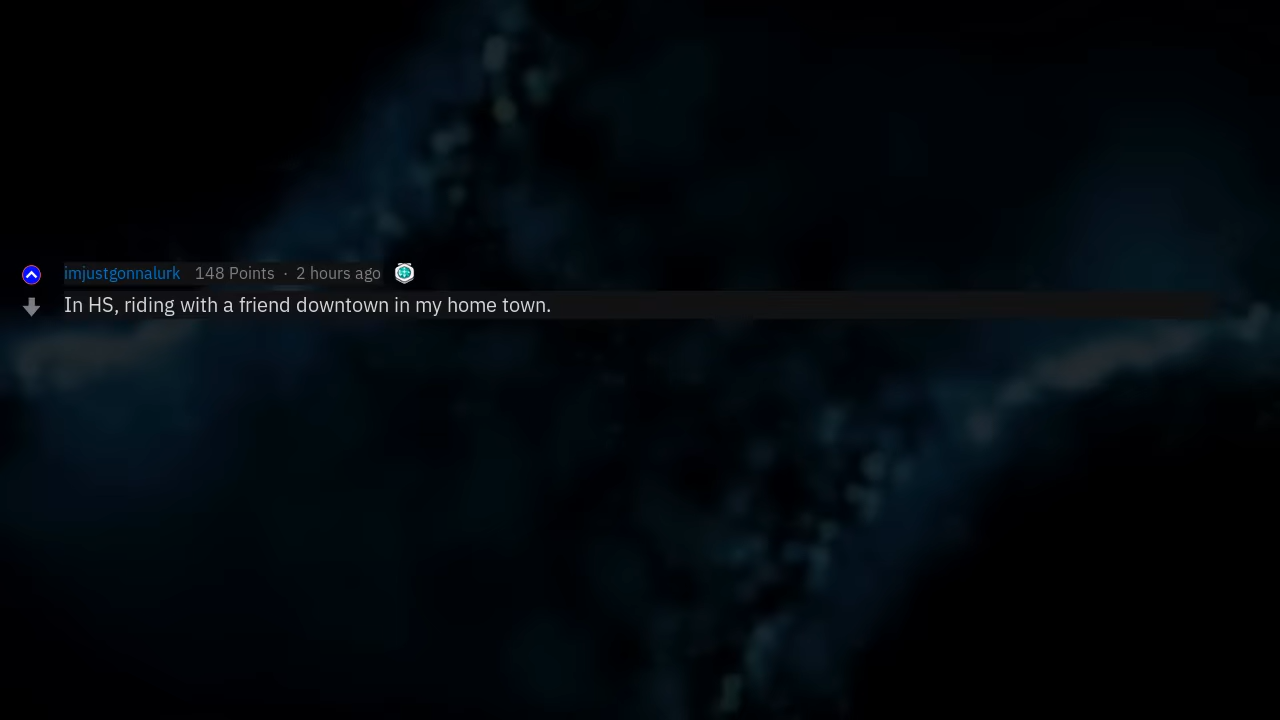 imjustgonnalurk 148 Points · 2 hours ago
In HS, riding with a friend downtown in my home town.